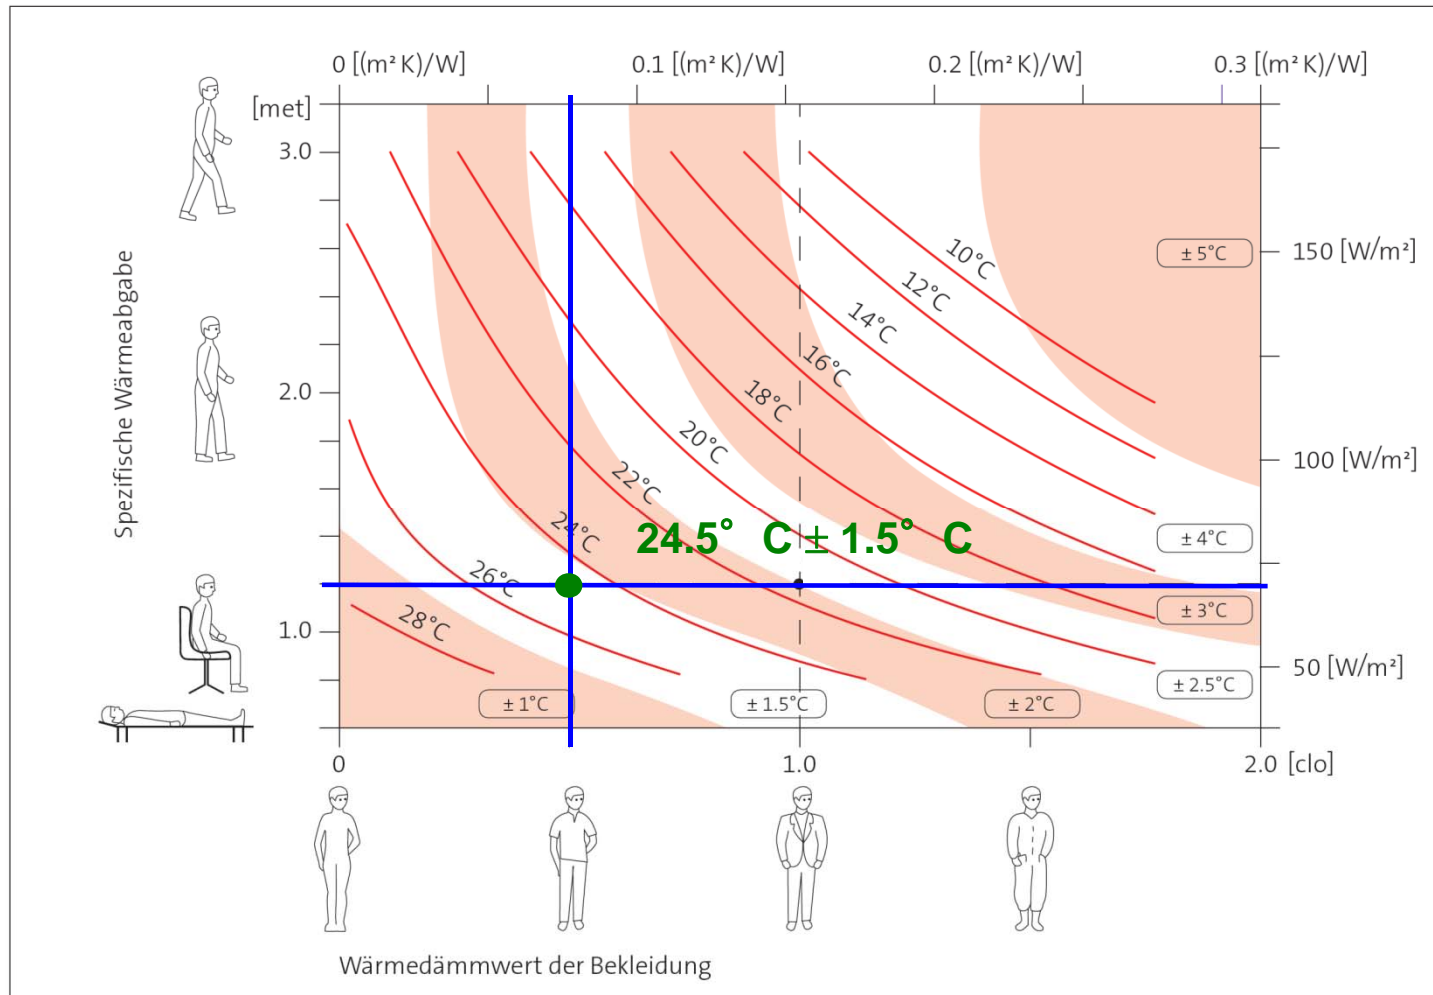 0 [(m² K)/W]
0.1 [(m² K)/W]
0.2 [(m² K)/W]
0.3 [(m² K)/W]
[met]
3.0
2.0
1.0
Spezifische Wärmeabgabe
150 [W/m²]
100 [W/m²]
50 [W/m²]
10°C
12°C
14°C
16°C
18°C
20°C
22°C
24°C
26°C
28°C
24.5° C ± 1.5° C
± 5°C
± 4°C
± 3°C
± 2.5°C
± 1°C
± 1.5°C
± 2°C
0
1.0
2.0 [clo]
Wärmedämmwert der Bekleidung